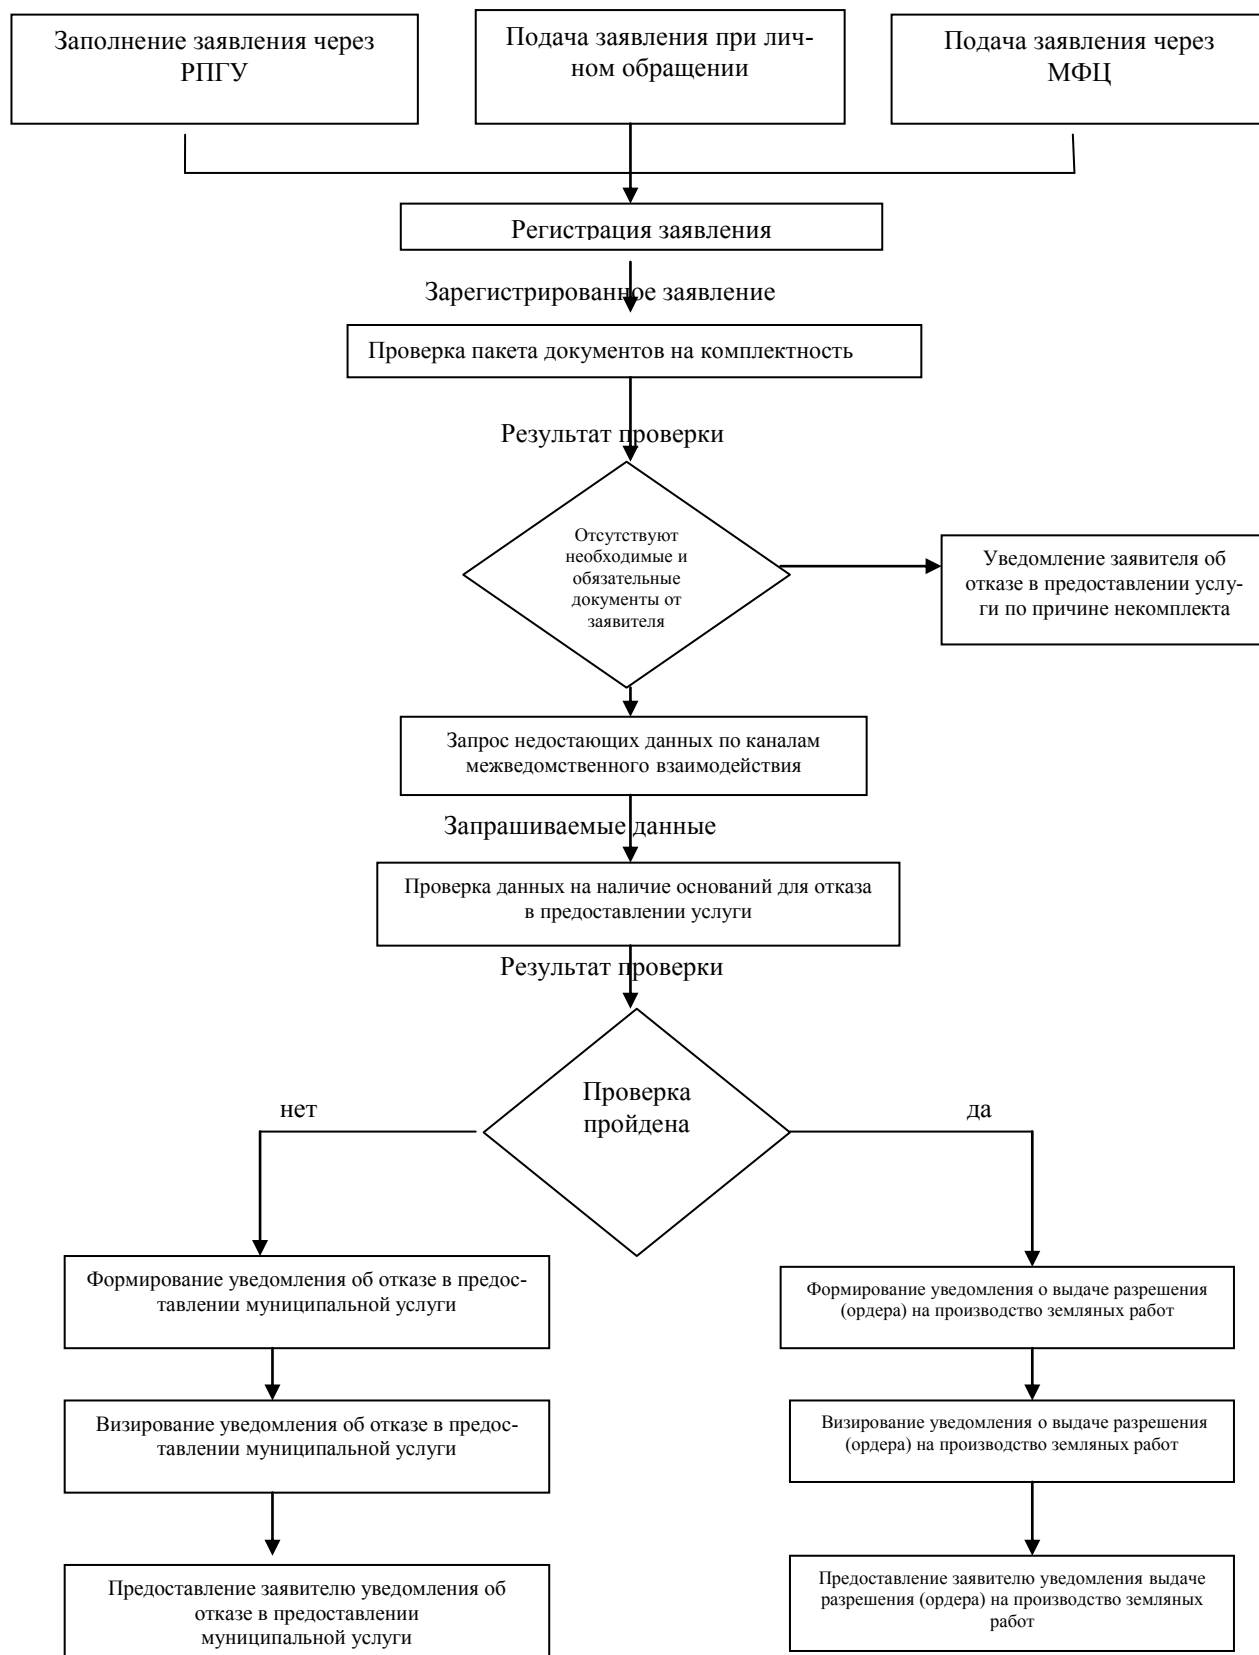 Заполнение заявления через
РПГУ
Подача заявления при лич-
ном обращении
Подача заявления через
МФЦ
Регистрация заявления
Зарегистрированное заявление
Проверка пакета документов на комплектность
Результат проверки
Отсутствуют
необходимые и
обязательные
документы от
заявителя
Уведомление заявителя об
отказе в предоставлении услу-
ги по причине некомплекта
Запрос недостающих данных по каналам
межведомственного взаимодействия
Запрашиваемые данные
Проверка данных на наличие оснований для отказа
в предоставлении услуги
Результат проверки
Проверка
пройдена
нет
да
Формирование уведомления об отказе в предос-
тавлении муниципальной услуги
Формирование уведомления о выдаче разрешения
(ордера) на производство земляных работ
Визирование уведомления об отказе в предос-
тавлении муниципальной услуги
Визирование уведомления о выдаче разрешения
(ордера) на производство земляных работ
Предоставление заявителю уведомления об
отказе в предоставлении
муниципальной услуги
Предоставление заявителю уведомления выдаче
разрешения (ордера) на производство земляных
работ